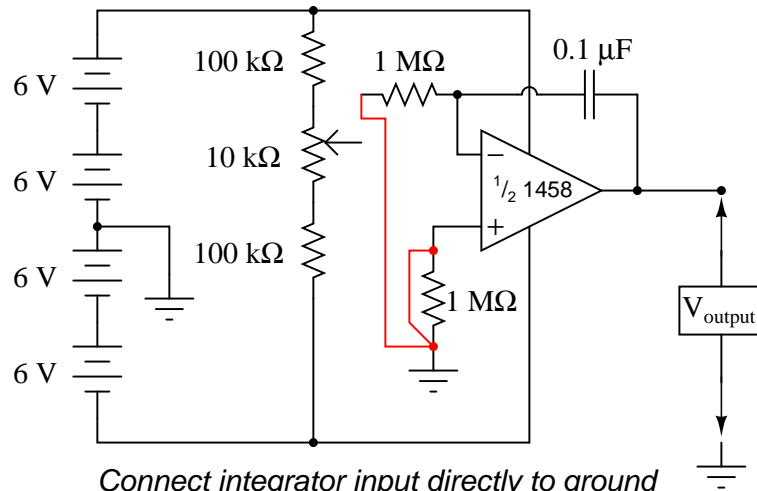 100 kΩ
1 MΩ
0.1 μF
6 V
6 V
10 kΩ
1/2 1458
−
+
6 V
100 kΩ
1 MΩ
Voutput
6 V
Connect integrator input directly to ground